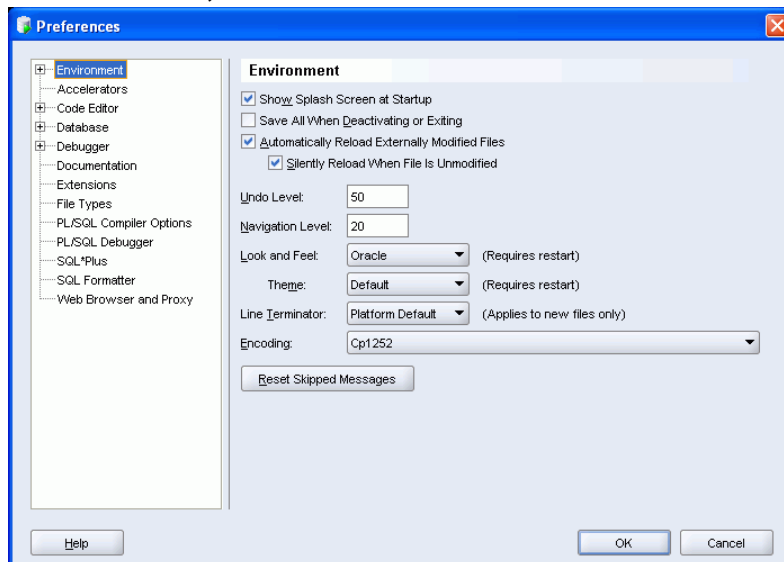 Preferences
Environment
Accelerators
Code Editor
Database
Debugger
Documentation
Extensions
File Types
PL/SQL Compiler Options
PL/SQL Debugger
SQL*Plus
SQL Formatter
Web Browser and Proxy
Environment
Show Splash Screen at Startup
Save All When Deactivating or Exiting
Automatically Reload Externally Modified Files
Silently Reload When File Is Unmodified
Undo Level: 50
Navigation Level: 20
Look and Feel: Oracle (Requires restart)
Theme: Default (Requires restart)
Line Terminator: Platform Default (Applies to new files only)
Encoding: Cp1252
Reset Skipped Messages
Help OK Cancel